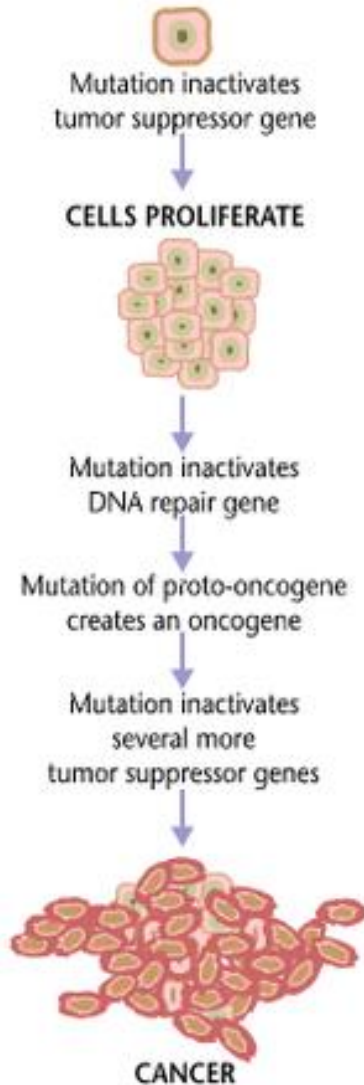 Mutation inactivates
tumor suppressor gene
CELLS PROLIFERATE
Mutation inactivates
DNA repair gene
Mutation of proto-oncogene
creates an oncogene
Mutation inactivates
several more
tumor suppressor genes
CANCER